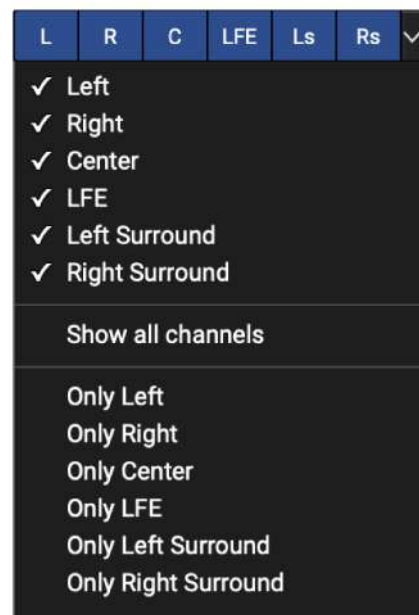 L R C LFE Ls Rs
✓ Left
✓ Right
✓ Center
✓ LFE
✓ Left Surround
✓ Right Surround
Show all channels
Only Left
Only Right
Only Center
Only LFE
Only Left Surround
Only Right Surround